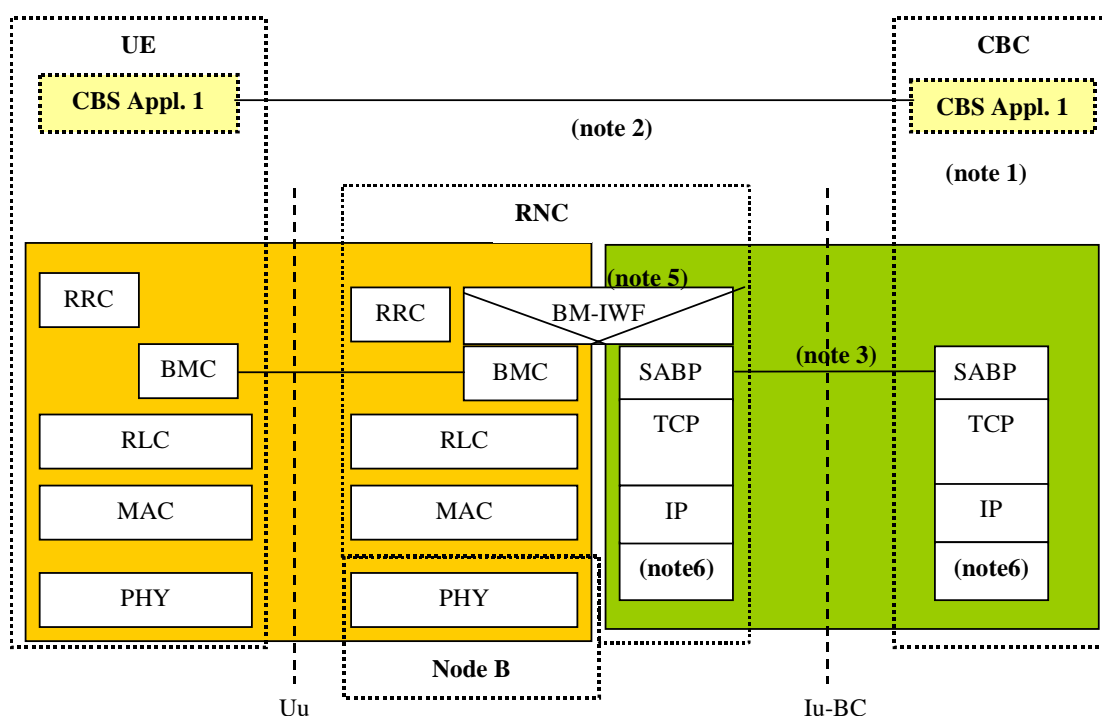 UE
CBC
CBS Appl. 1
CBS Appl. 1
(note 2)
(note 1)
RNC
(note 5)
RRC
RRC
BM-IWF
(note 3)
BMC
BMC
SABP
SABP
RLC
RLC
TCP
TCP
MAC
MAC
IP
IP
PHY
PHY
(note6)
(note6)
Node B
Uu
Iu-BC